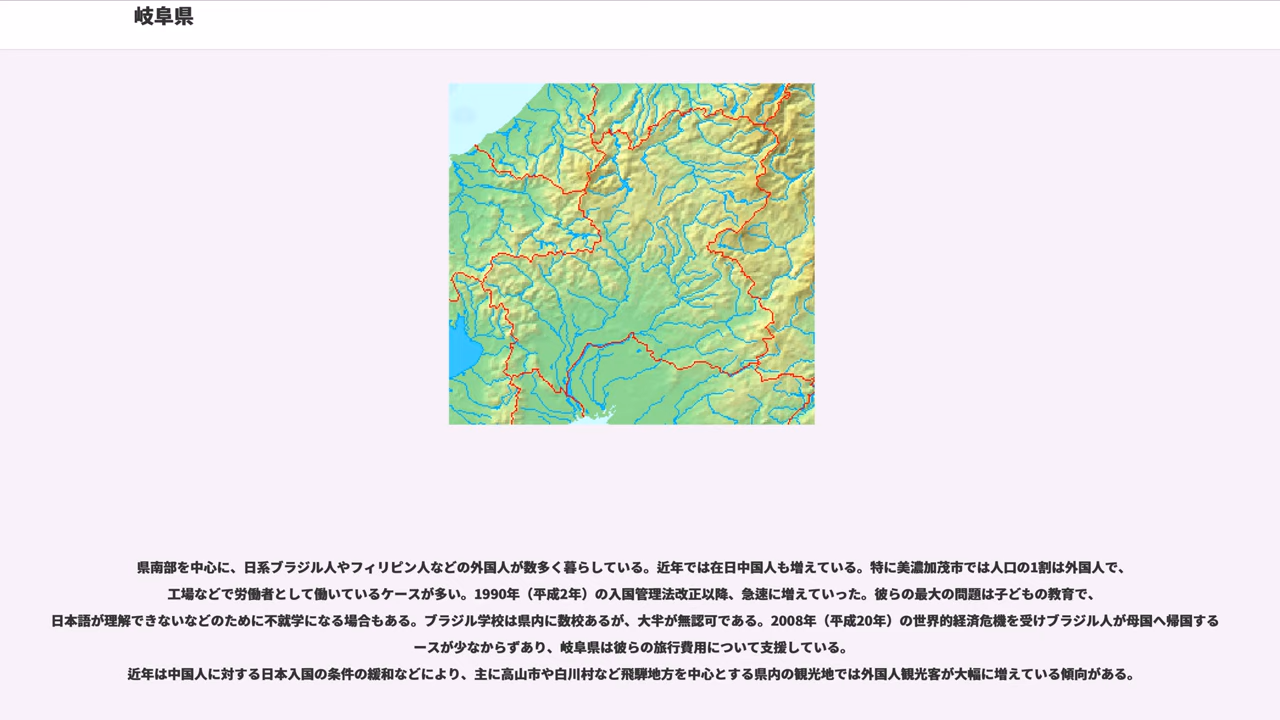 岐阜県
県南部を中心に、日系ブラジル人やフィリピン人などの外国人が数多く暮らしている。近年では在日中国人も増えている。特に美濃加茂市では人口の1割は外国人で、
工場などで労働者として働いているケースが多い。1990年（平成2年）の入国管理法改正以降、急速に増えていった。彼らの最大の問題は子どもの教育で、
日本語が理解できないなどのために不就学になる場合もある。ブラジル学校は県内に数校あるが、大半が無認可である。2008年（平成20年）の世界的経済危機を受けブラジル人が母国へ帰国する
ースが少なからずあり、岐阜県は彼らの旅行費用について支援している。
近年は中国人に対する日本入国の条件の緩和などにより、主に高山市や白川村など飛騨地方を中心とする県内の観光地では外国人観光客が大幅に増えている傾向がある。